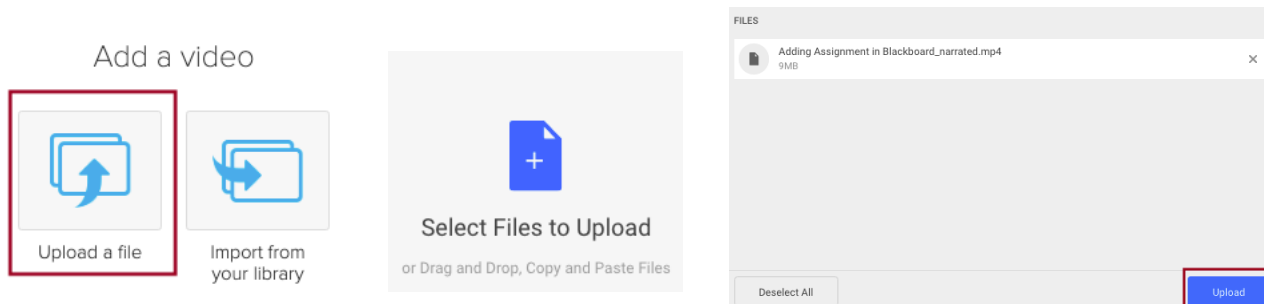 Add a video
Upload a file
Import from
your library
Select Files to Upload
or Drag and Drop, Copy and Paste Files
FILES
Adding Assignment in Blackboard_narrated.mp4
9MB
Deselect All
Upload